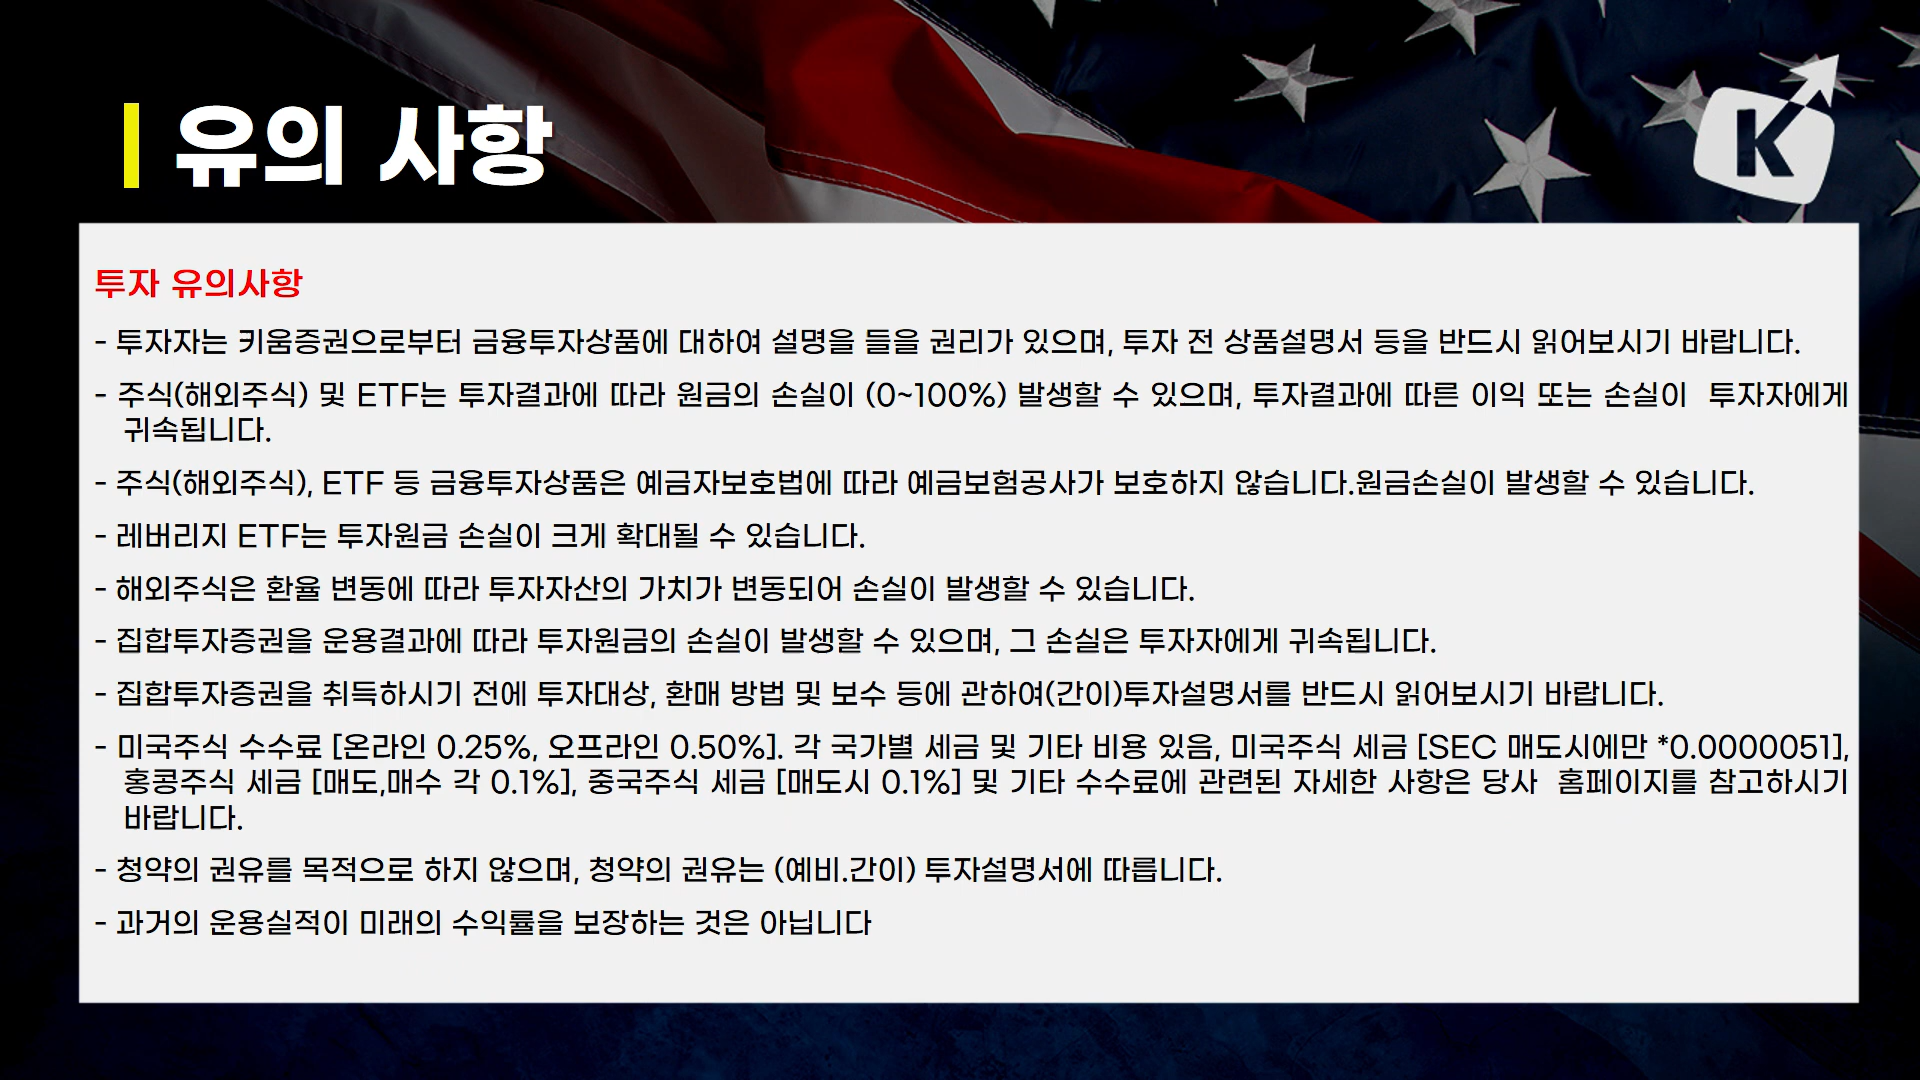 유의 사항
K
투자 유의사항
- 투자자는 키움증권으로부터 금융투자상품에 대하여 설명을 들을 권리가 있으며, 투자 전 상품설명서 등을 반드시 읽어보시기 바랍니다.
- 주식(해외주식) 및 ETF는 투자결과에 따라 원금의 손실이 (0~100%) 발생할 수 있으며, 투자결과에 따른 이익 또는 손실이  투자자에게
귀속됩니다.
- 주식(해외주식), ETF 등 금융투자상품은 예금자보호법에 따라 예금보험공사가 보호하지 않습니다.원금손실이 발생할 수 있습니다.
- 레버리지 ETF는 투자원금 손실이 크게 확대될 수 있습니다.
- 해외주식은 환율 변동에 따라 투자자산의 가치가 변동되어 손실이 발생할 수 있습니다.
- 집합투자증권을 운용결과에 따라 투자원금의 손실이 발생할 수 있으며, 그 손실은 투자자에게 귀속됩니다.
- 집합투자증권을 취득하시기 전에 투자대상, 환매 방법 및 보수 등에 관하여(간이)투자설명서를 반드시 읽어보시기 바랍니다.
- 미국주식 수수료 [온라인 0.25%, 오프라인 0.50%]. 각 국가별 세금 및 기타 비용 있음, 미국주식 세금 [SEC 매도시에만 *0.0000051],
홍콩주식 세금 [매도,매수 각 0.1%], 중국주식 세금 [매도시 0.1%] 및 기타 수수료에 관련된 자세한 사항은 당사  홈페이지를 참고하시기
바랍니다.
- 청약의 권유를 목적으로 하지 않으며, 청약의 권유는 (예비.간이) 투자설명서에 따릅니다.
- 과거의 운용실적이 미래의 수익률을 보장하는 것은 아닙니다